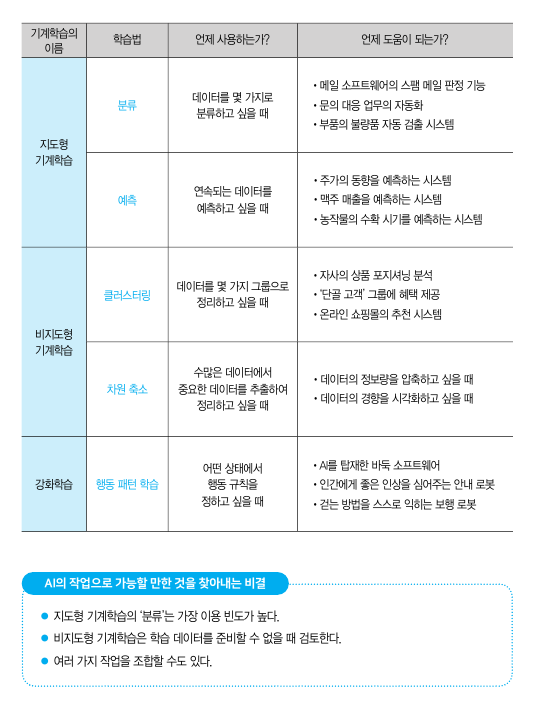 기계학습의
이름
학습법
언제 사용하는가?
언제 도움이 되는가?
지도형
기계학습
분류
데이터를 몇 가지로
분류하고 싶을 때
• 메일 소프트웨어의 스팸 메일 판정 기능
• 문의 대응 업무의 자동화
• 부품의 불량품 자동 검출 시스템
예측
연속되는 데이터를
예측하고 싶을 때
• 주가의 동향을 예측하는 시스템
• 맥주 매출을 예측하는 시스템
• 농작물의 수확 시기를 예측하는 시스템
비지도형
기계학습
클러스터링
데이터를 몇 가지 그룹으로
정리하고 싶을 때
• 자사의 상품 포지셔닝 분석
• ‘단골 고객’ 그룹에 혜택 제공
• 온라인 쇼핑몰의 추천 시스템
차원 축소
수많은 데이터에서
중요한 데이터를 추출하여
정리하고 싶을 때
• 데이터의 정보량을 압축하고 싶을 때
• 데이터의 경향을 시각화하고 싶을 때
강화학습
행동 패턴 학습
어떤 상태에서
행동 규칙을
정하고 싶을 때
• AI를 탑재한 바둑 소프트웨어
• 인간에게 좋은 인상을 심어주는 안내 로봇
• 걷는 방법을 스스로 익히는 보행 로봇
AI의 작업으로 가능할 만한 것을 찾아내는 비결
● 지도형 기계학습의 ‘분류’는 가장 이용 빈도가 높다.
● 비지도형 기계학습은 학습 데이터를 준비할 수 없을 때 검토한다.
● 여러 가지 작업을 조합할 수도 있다.